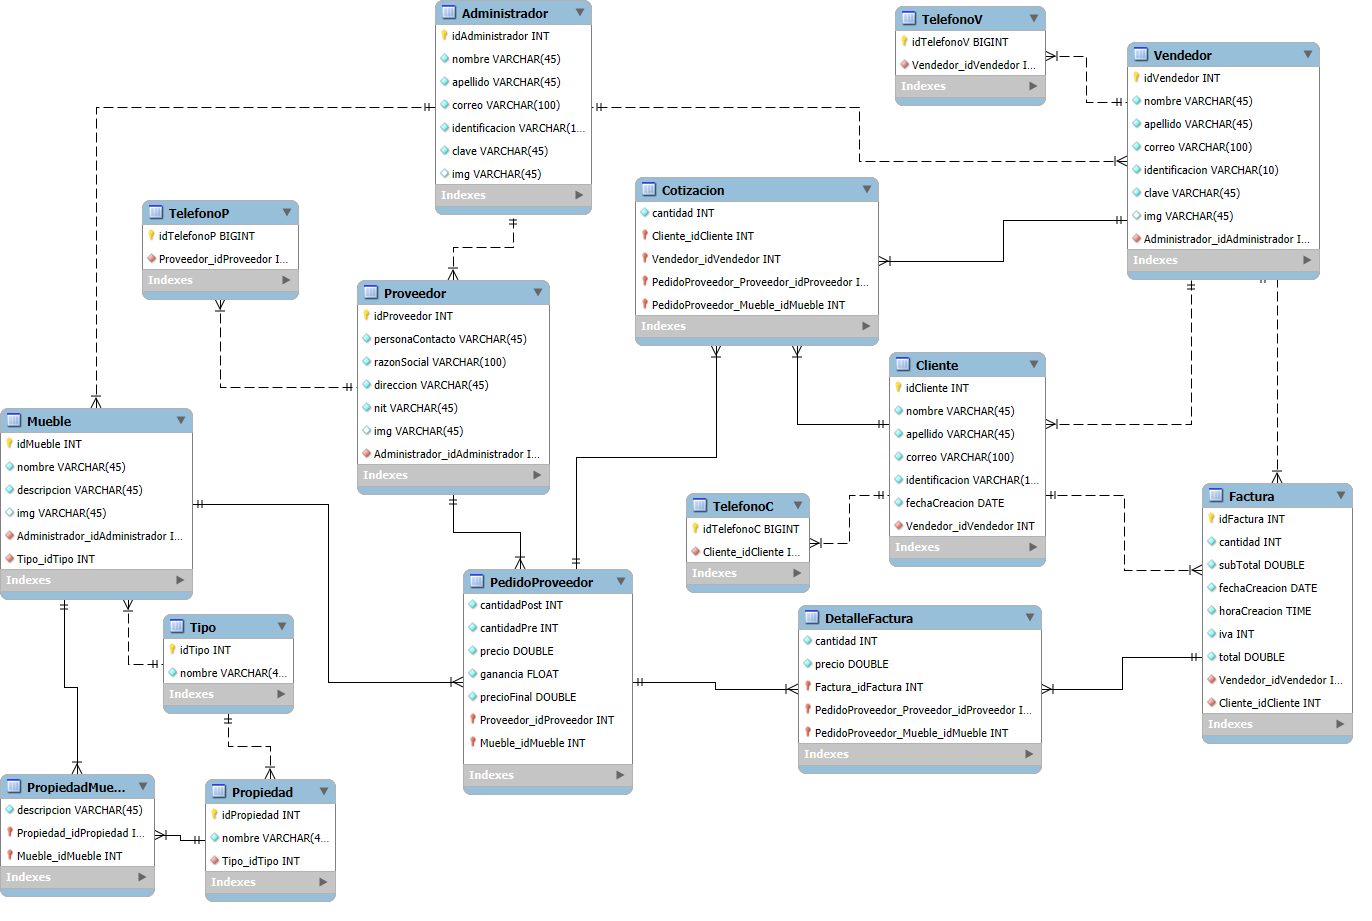 Administrador
idAdministrador INT
nombre VARCHAR(45)
apellido VARCHAR(45)
correo VARCHAR(100)
identificacion VARCHAR(1...
clave VARCHAR(45)
img VARCHAR(45)
Indexes
TelefonoV
idTelefonoV BIGINT
Vendedor_idVendedor I...
Indexes
Vendedor
idVendedor INT
nombre VARCHAR(45)
apellido VARCHAR(45)
correo VARCHAR(100)
identificacion VARCHAR(10)
clave VARCHAR(45)
img VARCHAR(45)
Administrador_idAdministrador I...
Indexes
Cotizacion
cantidad INT
Cliente_idCliente INT
Vendedor_idVendedor INT
PedidoProveedor_Proveedor_idProveedor I...
PedidoProveedor_Mueble_idMueble INT
Indexes
TelefonoP
idTelefonoP BIGINT
Proveedor_idProveedor I...
Indexes
Proveedor
idProveedor INT
personaContacto VARCHAR(45)
razonSocial VARCHAR(100)
direccion VARCHAR(45)
nit VARCHAR(45)
img VARCHAR(45)
Administrador_idAdministrador I...
Indexes
Cliente
idCliente INT
nombre VARCHAR(45)
apellido VARCHAR(45)
correo VARCHAR(100)
identificacion VARCHAR(1...
fechaCreacion DATE
Vendedor_idVendedor INT
Indexes
Mueble
idMueble INT
nombre VARCHAR(45)
descripcion VARCHAR(45)
img VARCHAR(45)
Administrador_idAdministrador I...
Tipo_idTipo INT
Indexes
TelefonoC
idTelefonoC BIGINT
Cliente_idCliente I...
Indexes
Factura
idFactura INT
cantidad INT
subTotal DOUBLE
fechaCreacion DATE
horaCreacion TIME
iva INT
total DOUBLE
Vendedor_idVendedor I...
Cliente_idCliente INT
Indexes
PedidoProveedor
cantidadPost INT
cantidadPre INT
precio DOUBLE
ganancia FLOAT
precioFinal DOUBLE
Proveedor_idProveedor INT
Mueble_idMueble INT
Indexes
DetalleFactura
cantidad INT
precio DOUBLE
Factura_idFactura INT
PedidoProveedor_Proveedor_idProveedor I...
PedidoProveedor_Mueble_idMueble INT
Indexes
Tipo
idTipo INT
nombre VARCHAR(4...
Indexes
PropiedadMue...
descripcion VARCHAR(45)
Propiedad_idPropiedad I...
Mueble_idMueble INT
Indexes
Propiedad
idPropiedad INT
nombre VARCHAR(4...
Tipo_idTipo INT
Indexes